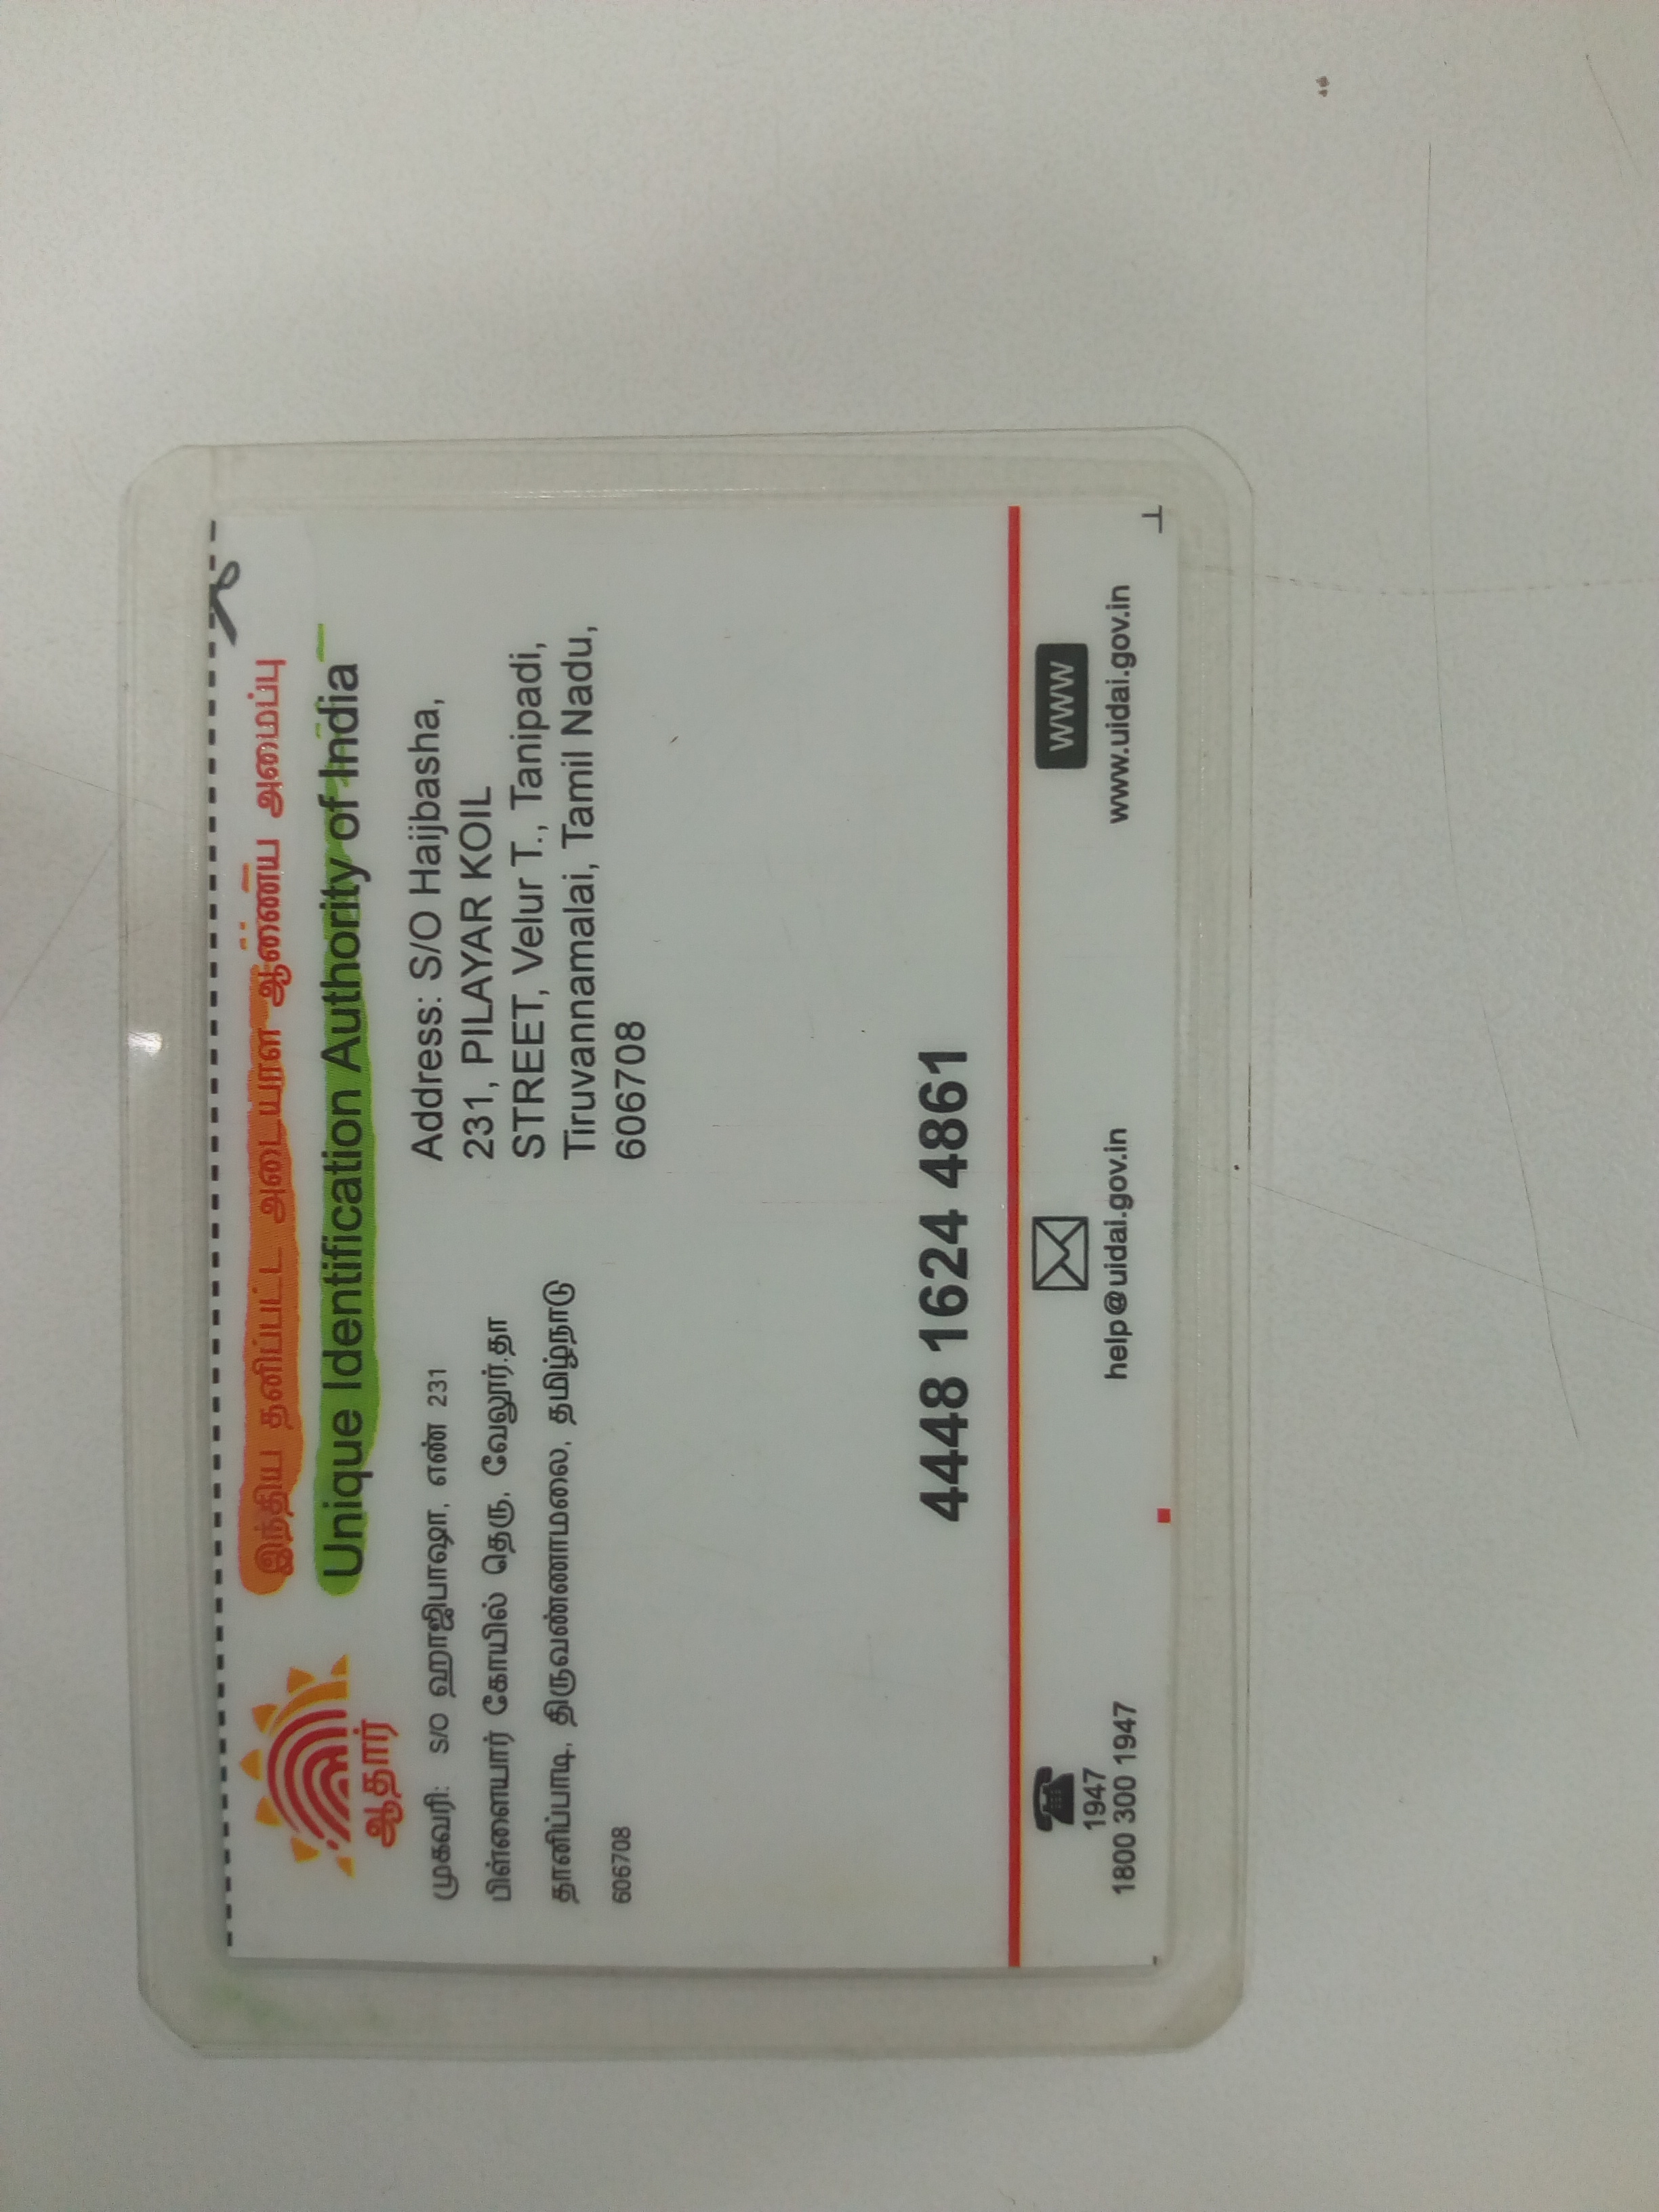 ஆதார்
இந்திய தனிப்பட்ட அடையாள ஆணைய அமைப்பு
Unique Identification Authority of India
முகவரி: S/O ஹாஜிபாஷா, எண் 231
பிள்ளையார் கோயில் தெரு, வேலூர்.தா
தானிப்பாடி, திருவண்ணாமலை, தமிழ்நாடு
606708
Address: S/O Haijbasha,
231, PILAYAR KOIL
STREET, Velur T., Tanipadi,
Tiruvannamalai, Tamil Nadu,
606708
4448 1624 4861
1947
1800 300 1947
help@uidai.gov.in
WWW
www.uidai.gov.in